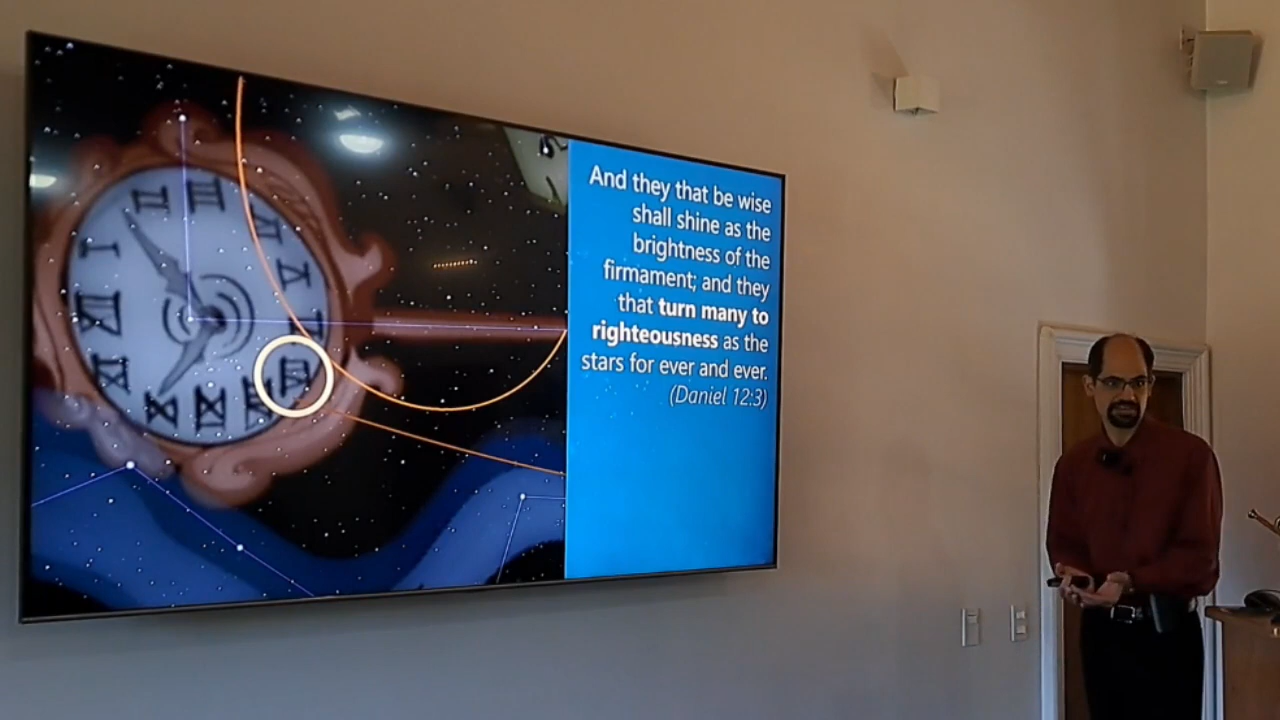 And they that be wise
shall shine as the
brightness of the
firmament; and they
that turn many to
righteousness as the
stars for ever and ever.
(Daniel 12:3)